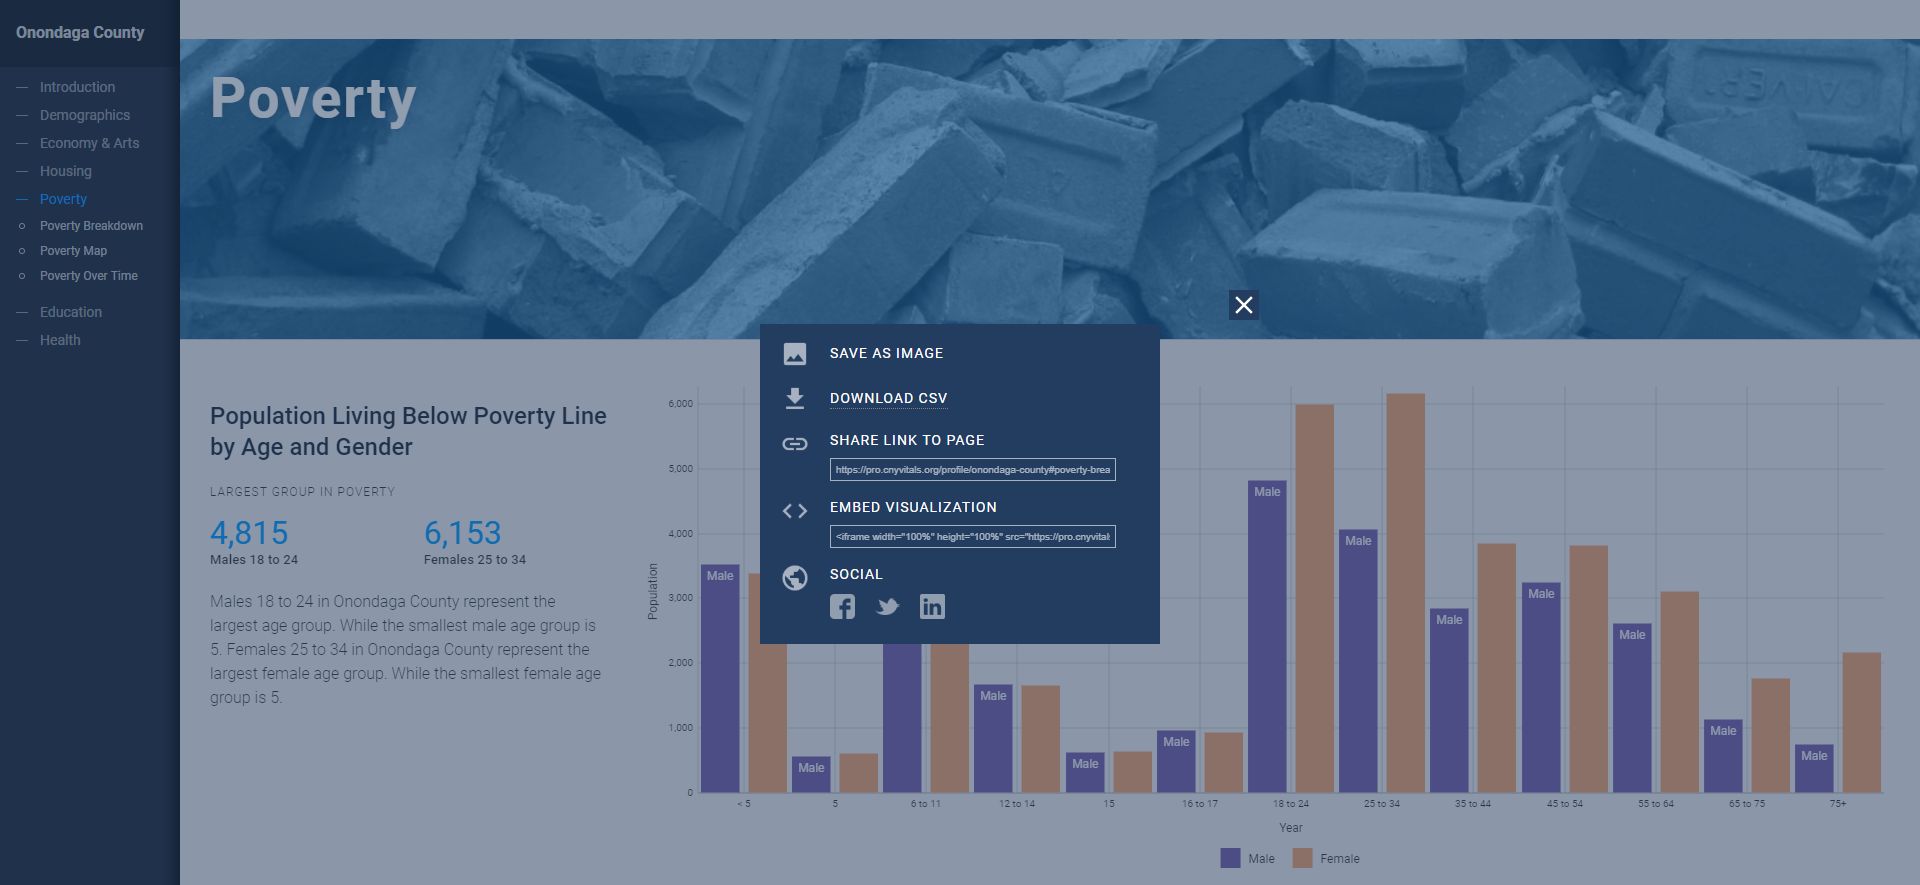 Onondaga County
Introduction
Demographics
Economy & Arts
Housing
Poverty
Poverty Breakdown
Poverty Map
Poverty Over Time
Education
Health
Poverty
CALVER
SAVE AS IMAGE
DOWNLOAD CSV
SHARE LINK TO PAGE
https://pro.cnyvitals.org/profile/onondaga-county#poverty-brea
EMBED VISUALIZATION
<iframe width="100%" height="100%" src="https://pro.cnyvital
SOCIAL
Population Living Below Poverty Line
by Age and Gender
LARGEST GROUP IN POVERTY
4,815
Males 18 to 24
6,153
Females 25 to 34
Males 18 to 24 in Onondaga County represent the
largest age group. While the smallest male age group is
5. Females 25 to 34 in Onondaga County represent the
largest female age group. While the smallest female age
group is 5.
Population
6,000
5,000
4,000
3,000
2,000
1,000
0
Male
Male
Male
Male
Male
Male
Male
Male
Male
Male
Male
Male
< 5
5
6 to 11
12 to 14
15
16 to 17
18 to 24
25 to 34
35 to 44
45 to 54
55 to 64
65 to 75
75+
Year
Male
Female